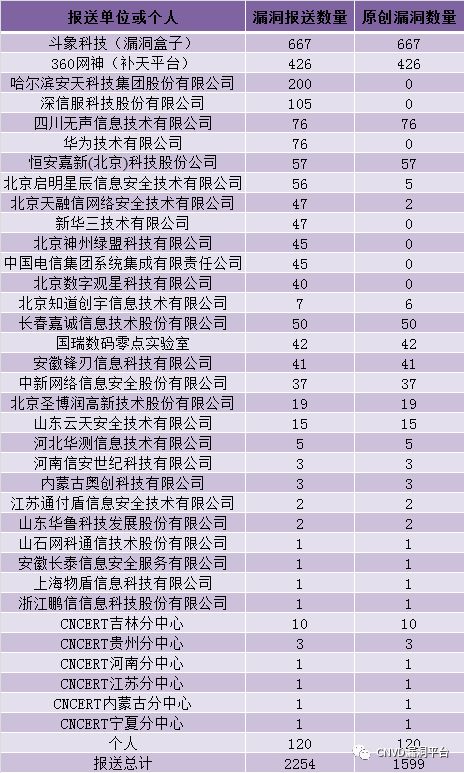 报送单位或个人 漏洞报送数量 原创漏洞数量
斗象科技（漏洞盒子） 667 667
360网神（补天平台） 426 426
哈尔滨安天科技集团股份有限公司 200 0
深信服科技股份有限公司 105 0
四川无声信息技术有限公司 76 76
华为技术有限公司 76 0
恒安嘉新(北京)科技股份公司 57 57
北京启明星辰信息安全技术有限公司 56 5
北京天融信网络安全技术有限公司 47 2
新华三技术有限公司 47 0
北京神州绿盟科技有限公司 45 0
中国电信集团系统集成有限责任公司 45 0
北京数字观星科技有限公司 40 0
北京知道创宇信息技术有限公司 7 6
长春嘉诚信息技术股份有限公司 50 50
国瑞数码零点实验室 42 42
安徽锋刃信息科技有限公司 41 41
中新网络信息安全股份有限公司 37 37
北京圣博润高新技术股份有限公司 19 19
山东云天安全技术有限公司 15 15
河北华测信息技术有限公司 5 5
河南信安世纪科技有限公司 3 3
内蒙古奥创科技有限公司 3 3
江苏通付盾信息安全技术有限公司 2 2
山东华鲁科技发展股份有限公司 2 2
山石网科通信技术股份有限公司 1 1
安徽长泰信息安全服务有限公司 1 1
上海物盾信息科技有限公司 1 1
浙江鹏信信息科技股份有限公司 1 1
CNCERT吉林分中心 10 10
CNCERT贵州分中心 3 3
CNCERT河南分中心 1 1
CNCERT江苏分中心 1 1
CNCERT内蒙古分中心 1 1
CNCERT宁夏分中心 1 1
个人 120 120
报送总计 2254 1599
CNVD漏洞平台